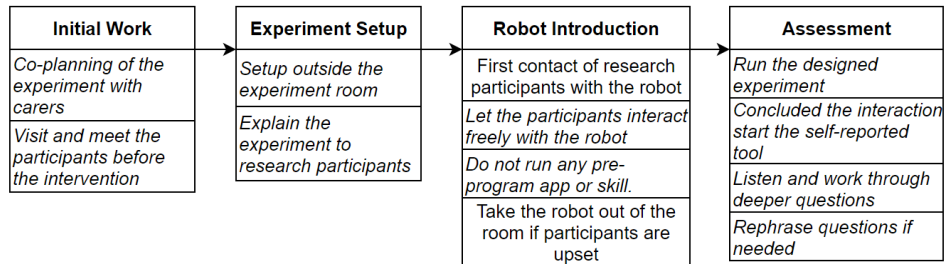 Initial Work
Co-planning of the
experiment with
carers
Visit and meet the
participants before
the intervention
Experiment Setup
Setup outside the
experiment room
Explain the
experiment to
research participants
Robot Introduction
First contact of research
participants with the robot
Let the participants interact
freely with the robot
Do not run any pre-
program app or skill.
Take the robot out of the
room if participants are
upset
Assessment
Run the designed
experiment
Concluded the interaction
start the self-reported
tool
Listen and work through
deeper questions
Rephrase questions if
needed